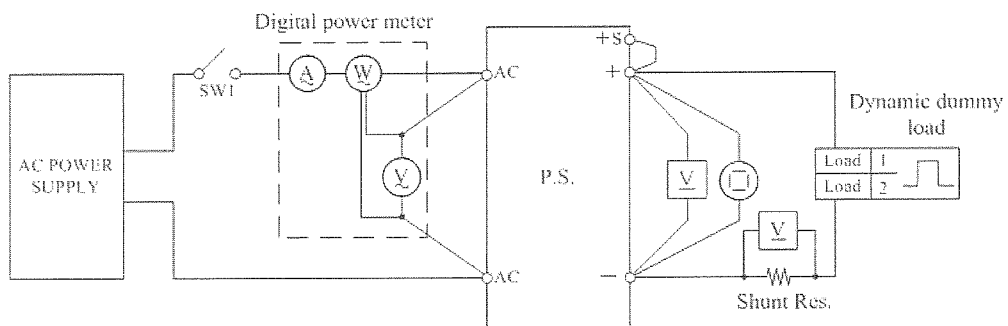 Digital power meter
+S
A
W
AC
+
SW1
Dynamic dummy
load
AC POWER
SUPPLY
V
P.S.
V
Load 1
Load 2
V
AC
−
Shunt Res.